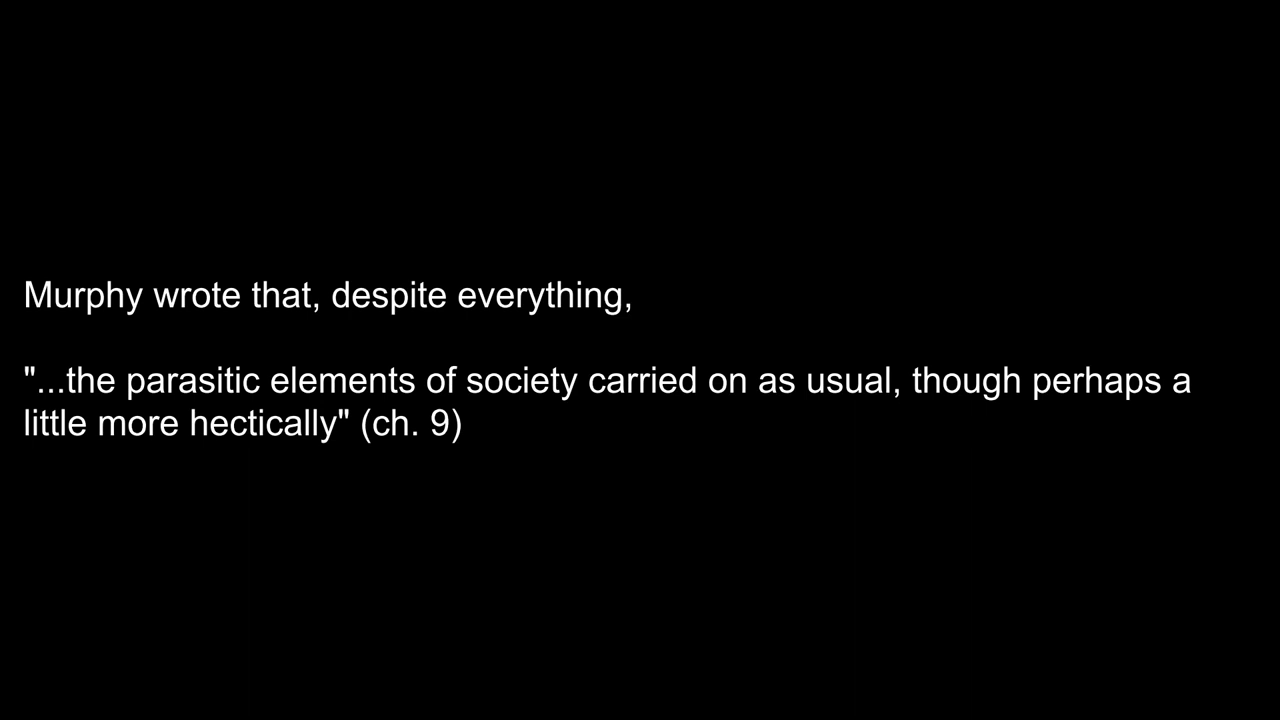 Murphy wrote that, despite everything,
"...the parasitic elements of society carried on as usual, though perhaps a
little more hectically" (ch. 9)